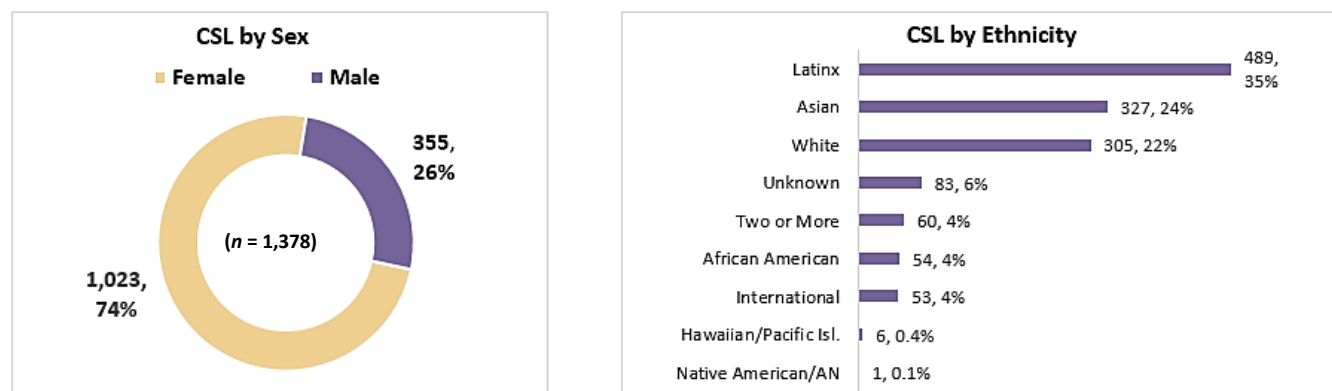 CSL by Sex
Female
Male
355,
26%
(n = 1,378)
1,023,
74%
CSL by Ethnicity
Latinx
489,
35%
Asian
327, 24%
White
305, 22%
Unknown
83, 6%
Two or More
60, 4%
African American
54, 4%
International
53, 4%
Hawaiian/Pacific Isl.
6, 0.4%
Native American/AN
1, 0.1%